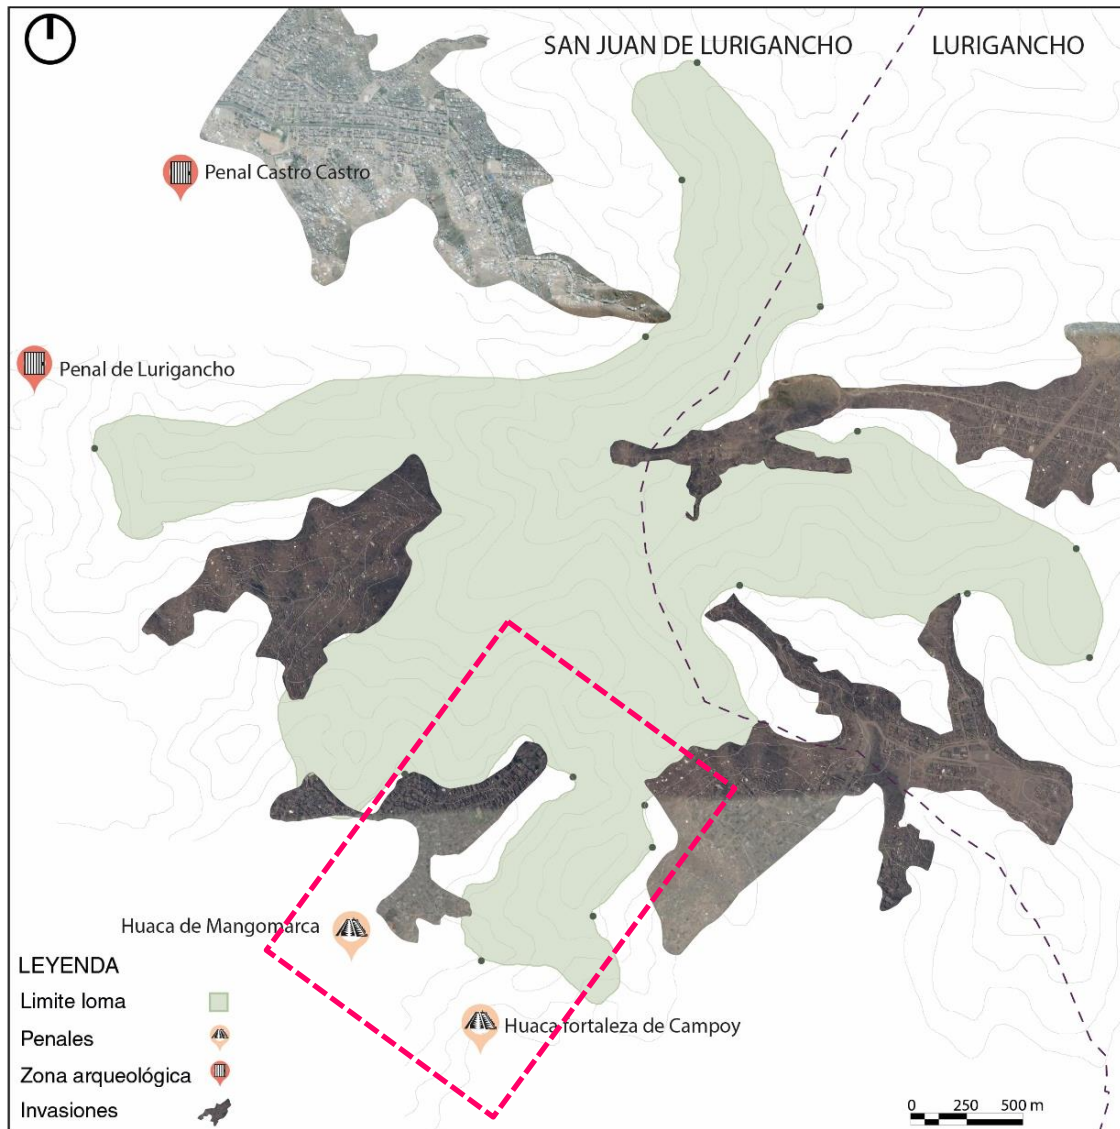 SAN JUAN DE LURIGANCHO
LURIGANCHO
Penal Castro Castro
Penal de Lurigancho
Huaca de Mangomarca
Huaca fortaleza de Campoy
LEYENDA
Limite loma
Penales
Zona arqueológica
Invasiones
0 250 500 m